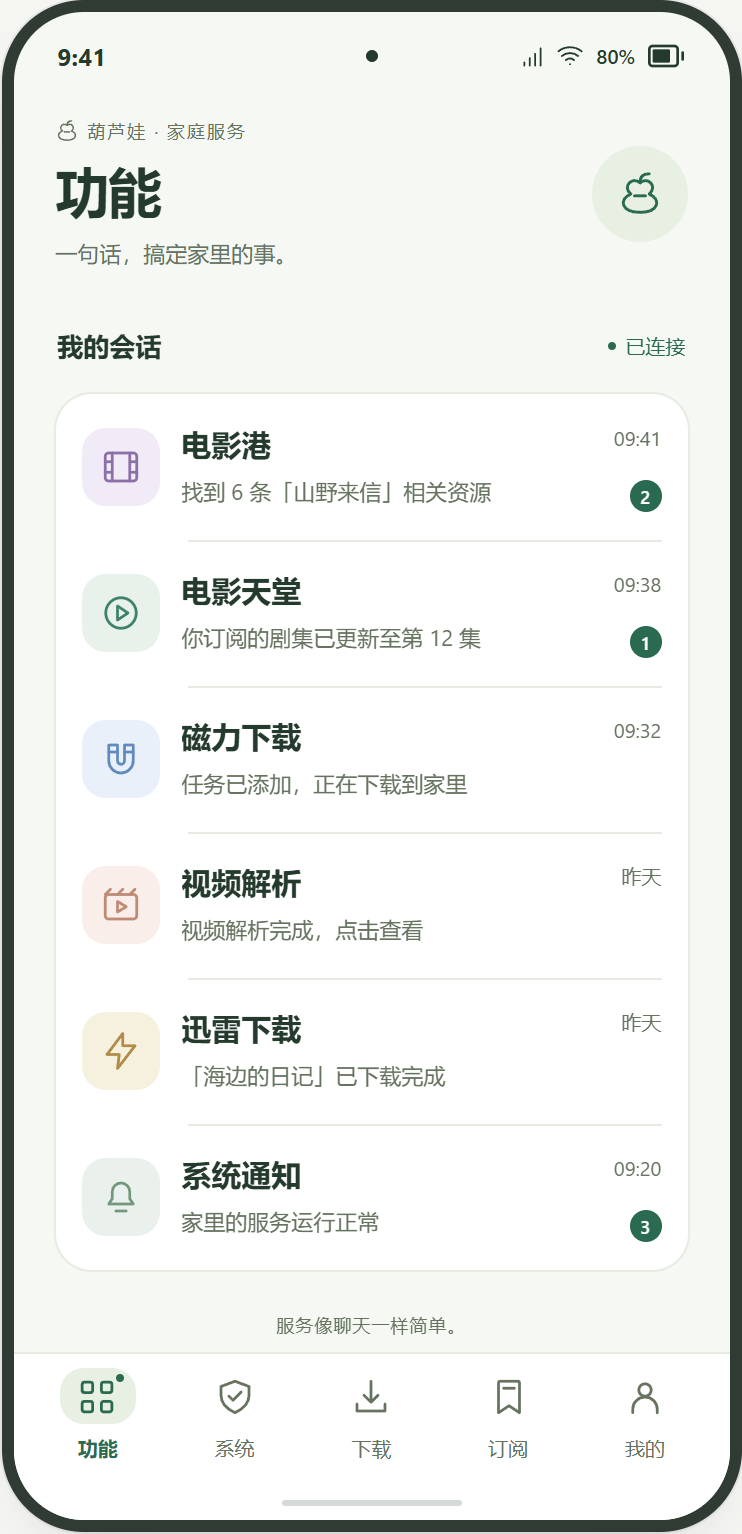 9:41
80%
葫芦娃 · 家庭服务
功能
一句话，搞定家里的事。
我的会话
已连接
电影港
09:41
找到 6 条「山野来信」相关资源
2
电影天堂
09:38
你订阅的剧集已更新至第 12 集
1
磁力下载
09:32
任务已添加，正在下载到家里
视频解析
昨天
视频解析完成，点击查看
迅雷下载
昨天
「海边的日记」已下载完成
系统通知
09:20
家里的服务运行正常
3
服务像聊天一样简单。
功能
系统
下载
订阅
我的